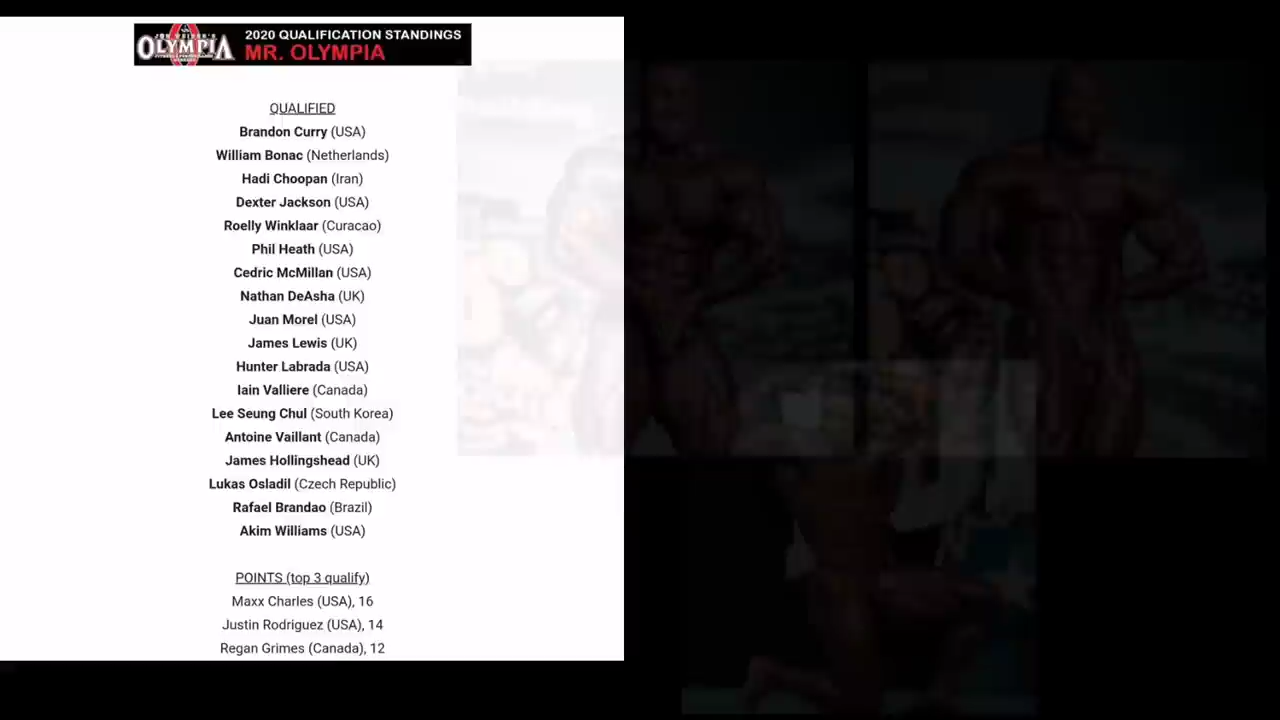 JOE WEIDER'S
OLYMPIA
2020 QUALIFICATION STANDINGS
MR. OLYMPIA
QUALIFIED
Brandon Curry (USA)
William Bonac (Netherlands)
Hadi Choopan (Iran)
Dexter Jackson (USA)
Roelly Winklaar (Curacao)
Phil Heath (USA)
Cedric McMillan (USA)
Nathan DeAsha (UK)
Juan Morel (USA)
James Lewis (UK)
Hunter Labrada (USA)
Iain Valliere (Canada)
Lee Seung Chul (South Korea)
Antoine Vaillant (Canada)
James Hollingshead (UK)
Lukas Osladil (Czech Republic)
Rafael Brandao (Brazil)
Akim Williams (USA)
POINTS (top 3 qualify)
Maxx Charles (USA), 16
Justin Rodriguez (USA), 14
Regan Grimes (Canada), 12